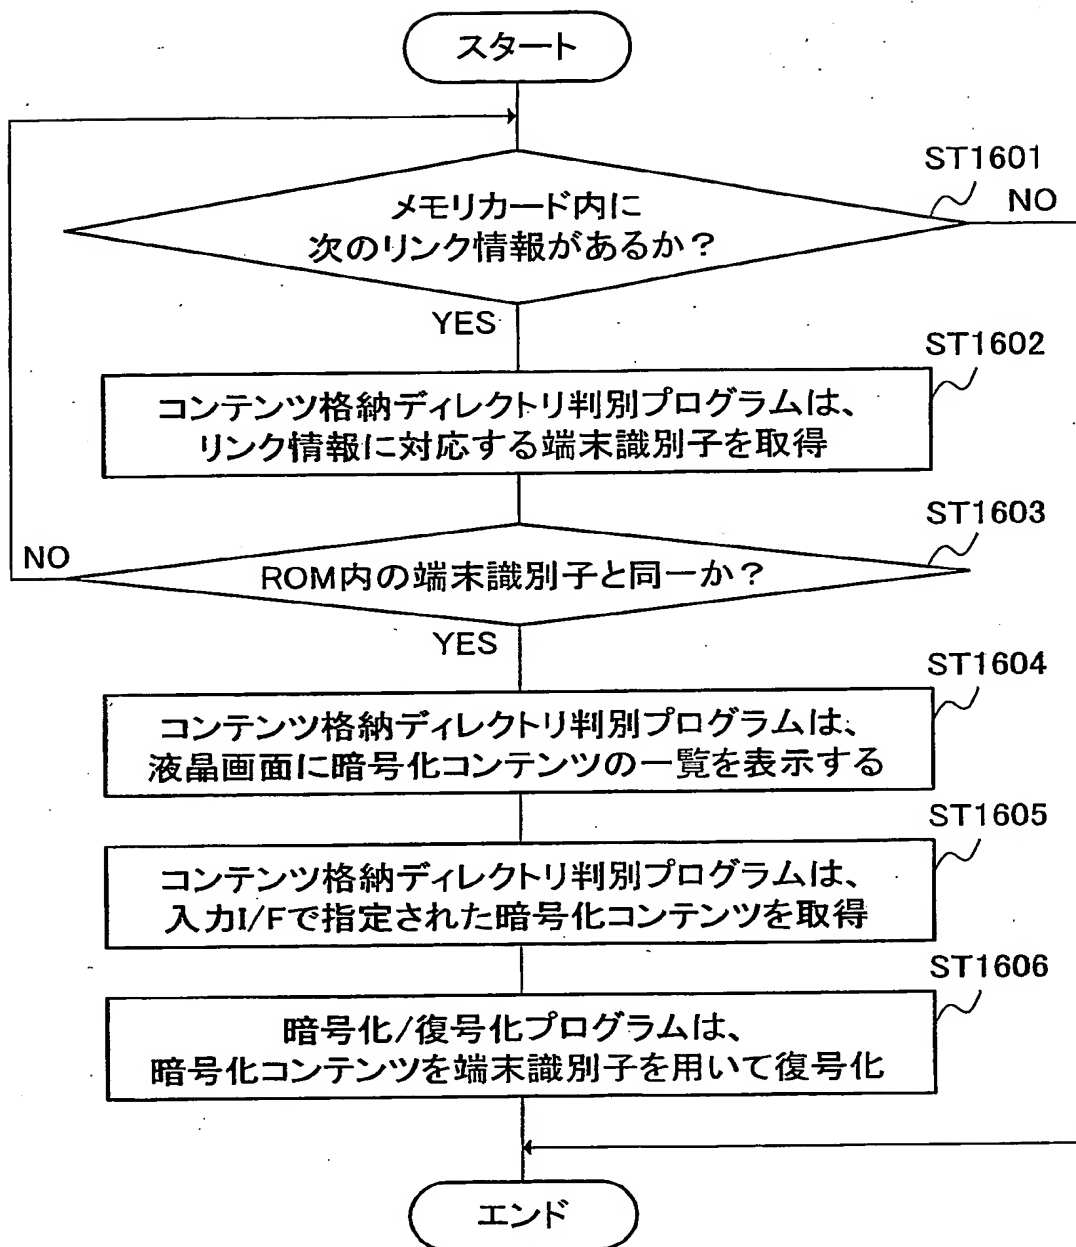 スタート
ST1601
NO
メモリカード内に
次のリンク情報があるか？
YES
ST1602
コンテンツ格納ディレクトリ判別プログラムは、
リンク情報に対応する端末識別子を取得
ST1603
NO
ROM内の端末識別子と同一か？
YES
ST1604
コンテンツ格納ディレクトリ判別プログラムは、
液晶画面に暗号化コンテンツの一覧を表示する
ST1605
コンテンツ格納ディレクトリ判別プログラムは、
入力I/Fで指定された暗号化コンテンツを取得
ST1606
暗号化/復号化プログラムは、
暗号化コンテンツを端末識別子を用いて復号化
エンド